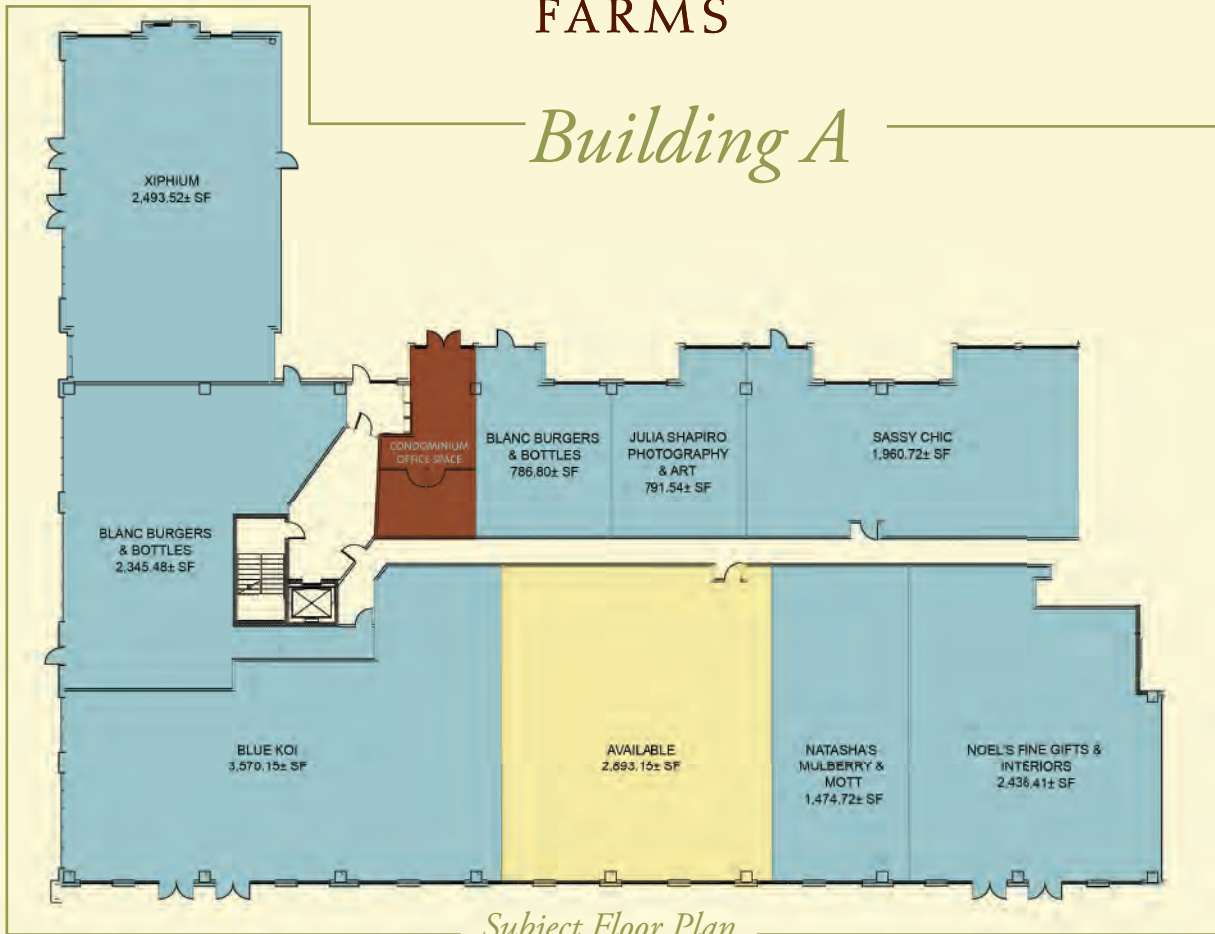 FARMS
Building A
XIPHIUM
2,493.52± SF
CONDOMINIUM
OFFICE SPACE
BLANC BURGERS
& BOTTLES
786.80± SF
JULIA SHAPIRO
PHOTOGRAPHY
& ART
791.54± SF
SASSY CHIC
1,960.72± SF
BLANC BURGERS
& BOTTLES
2,345.48± SF
BLUE KOI
3,570.15± SF
AVAILABLE
2,893.15± SF
NATASHA'S
MULBERRY &
MOTT
1,474.72± SF
NOEL'S FINE GIFTS &
INTERIORS
2,436.41± SF
Subject Floor Plan